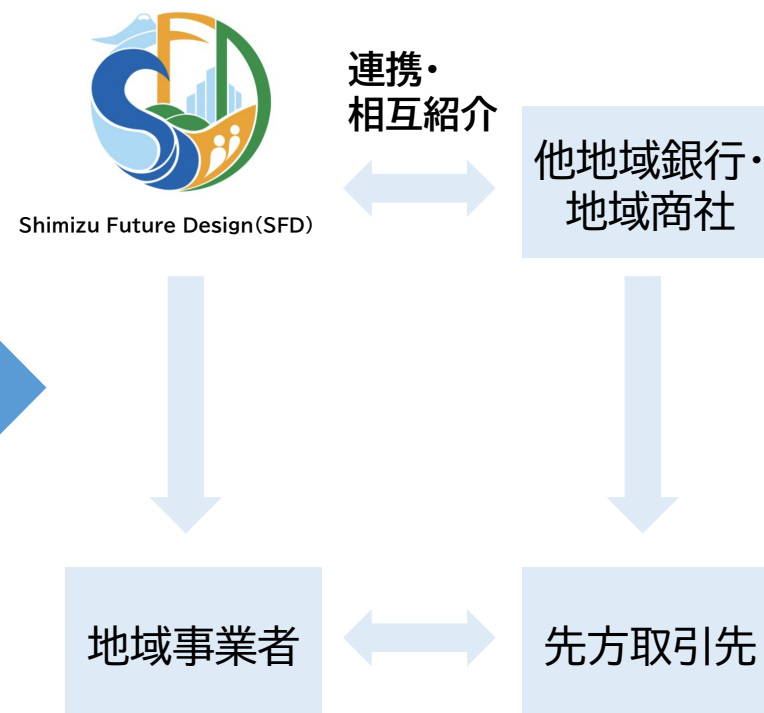 SFD
連携・
相互紹介
他地域銀行・
地域商社
Shimizu Future Design(SFD)
地域事業者
先方取引先